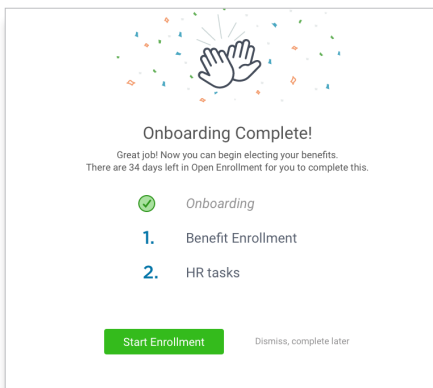 Onboarding Complete!
Great job! Now you can begin electing your benefits.
There are 34 days left in Open Enrollment for you to complete this.
Onboarding
1. Benefit Enrollment
2. HR tasks
Start Enrollment Dismiss, complete later